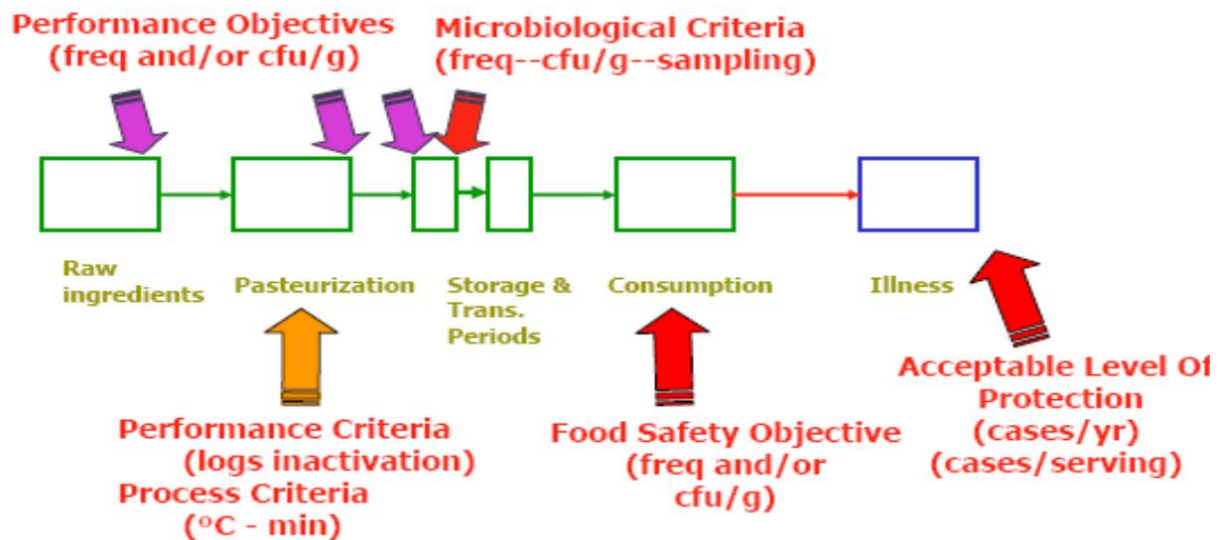 Performance Objectives
(freq and/or cfu/g)
Microbiological Criteria
(freq--cfu/g--sampling)
Raw
ingredients
Pasteurization
Storage &
Trans.
Periods
Consumption
Illness
Performance Criteria
(logs inactivation)
Process Criteria
(ºC - min)
Food Safety Objective
(freq and/or
cfu/g)
Acceptable Level Of
Protection
(cases/yr)
(cases/serving)